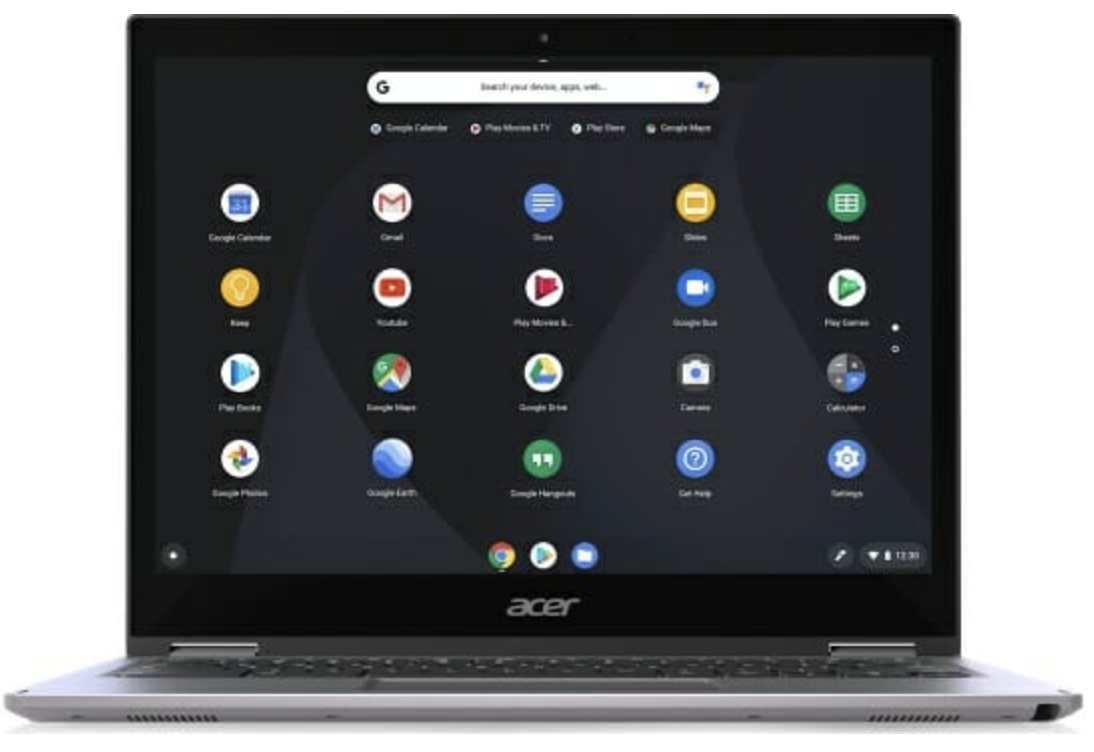 G Search your device, apps, web...
Google Calendar Play Movies & TV Play Store Google Maps
31
Google Calendar Gmail Docs Slides Sheets
Keep Youtube Play Movies &... Google Duo Play Games
G
Play Books Google Maps Google Drive Camera Calculator
Google Photos Google Earth Google Hangouts Get Help Settings
12:30
acer